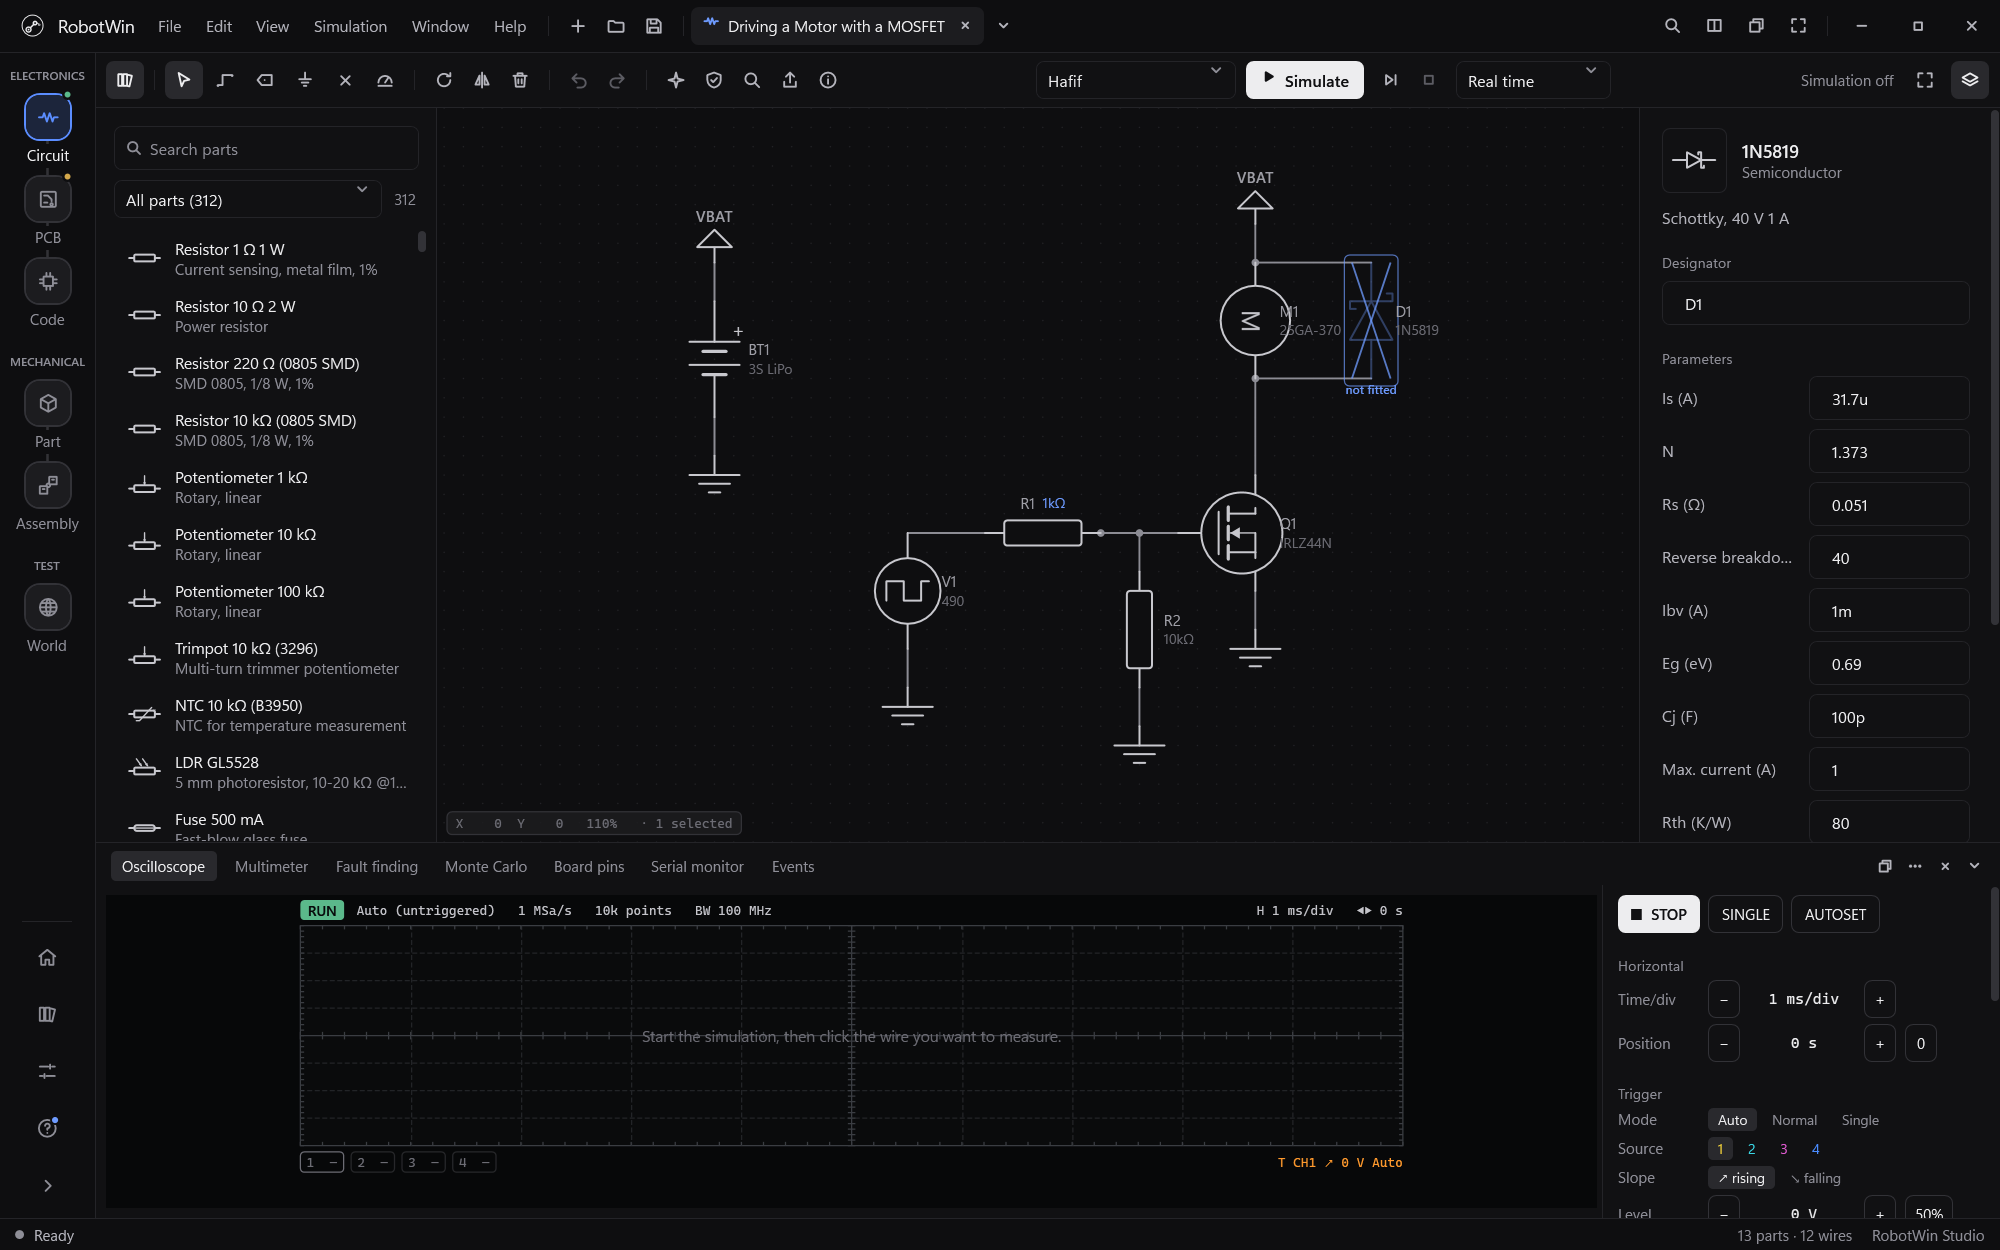 RobotWin File Edit View Simulation Window Help Driving a Motor with a MOSFET
ELECTRONICS
Circuit
PCB
Code
MECHANICAL
Part
Assembly
TEST
World
Hafif
Simulate
Real time
Simulation off
Search parts
All parts (312)
312
Resistor 1 Ω 1 W
Current sensing, metal film, 1%
Resistor 10 Ω 2 W
Power resistor
Resistor 220 Ω (0805 SMD)
SMD 0805, 1/8 W, 1%
Resistor 10 kΩ (0805 SMD)
SMD 0805, 1/8 W, 1%
Potentiometer 1 kΩ
Rotary, linear
Potentiometer 10 kΩ
Rotary, linear
Potentiometer 100 kΩ
Rotary, linear
Trimpot 10 kΩ (3296)
Multi-turn trimmer potentiometer
NTC 10 kΩ (B3950)
NTC for temperature measurement
LDR GL5528
5 mm photoresistor, 10-20 kΩ @1...
Fuse 500 mA
Fast-blow glass fuse
VBAT
+
BT1
3S LiPo
VBAT
M
M1
25GA-370
D1
1N5819
not fitted
R1 1kΩ
Q1
IRLZ44N
V1
490
R2
10kΩ
X 0 Y 0 110% · 1 selected
1N5819
Semiconductor
Schottky, 40 V 1 A
Designator
D1
Parameters
Is (A) 31.7u
N 1.373
Rs (Ω) 0.051
Reverse breakdo... 40
Ibv (A) 1m
Eg (eV) 0.69
Cj (F) 100p
Max. current (A) 1
Rth (K/W) 80
Oscilloscope Multimeter Fault finding Monte Carlo Board pins Serial monitor Events
RUN Auto (untriggered) 1 MSa/s 10k points BW 100 MHz H 1 ms/div ◄► 0 s
Start the simulation, then click the wire you want to measure.
1 – 2 – 3 – 4 –
T CH1 ↗ 0 V Auto
STOP SINGLE AUTOSET
Horizontal
Time/div – 1 ms/div +
Position – 0 s + 0
Trigger
Mode Auto Normal Single
Source 1 2 3 4
Slope ↗ rising ↘ falling
Level – 0 V + 50%
Ready
13 parts · 12 wires RobotWin Studio